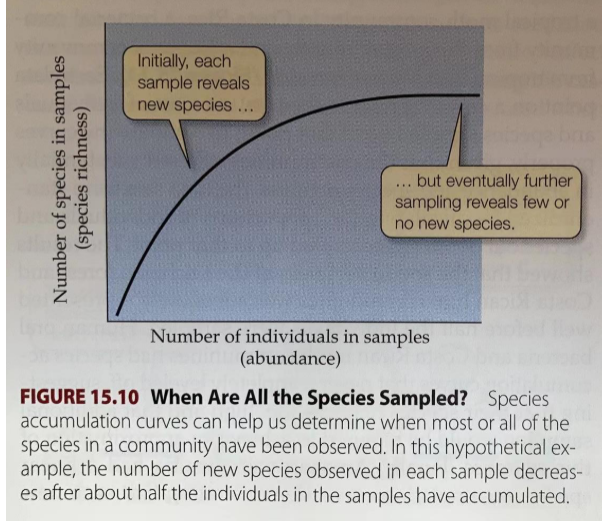 Number of species in samples
(species richness)
Initially, each
sample reveals
new species ...
... but eventually further
sampling reveals few or
no new species.
Number of individuals in samples
(abundance)
FIGURE 15.10 When Are All the Species Sampled? Species
accumulation curves can help us determine when most or all of the
species in a community have been observed. In this hypothetical ex-
ample, the number of new species observed in each sample decreas-
es after about half the individuals in the samples have accumulated.